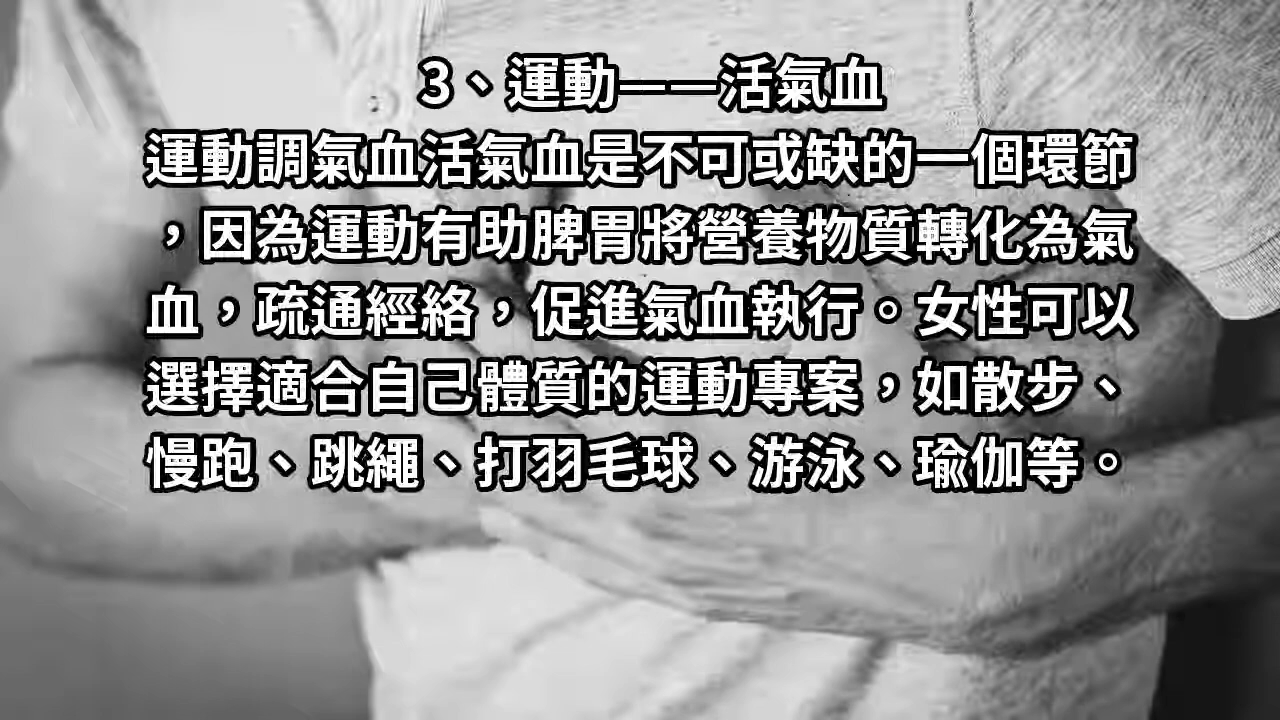 3、運動——活氣血
運動調氣血活氣血是不可或缺的一個環節
，因為運動有助脾胃將營養物質轉化為氣
血，疏通經絡，促進氣血執行。女性可以
選擇適合自己體質的運動專案，如散步、
慢跑、跳繩、打羽毛球、游泳、瑜伽等。